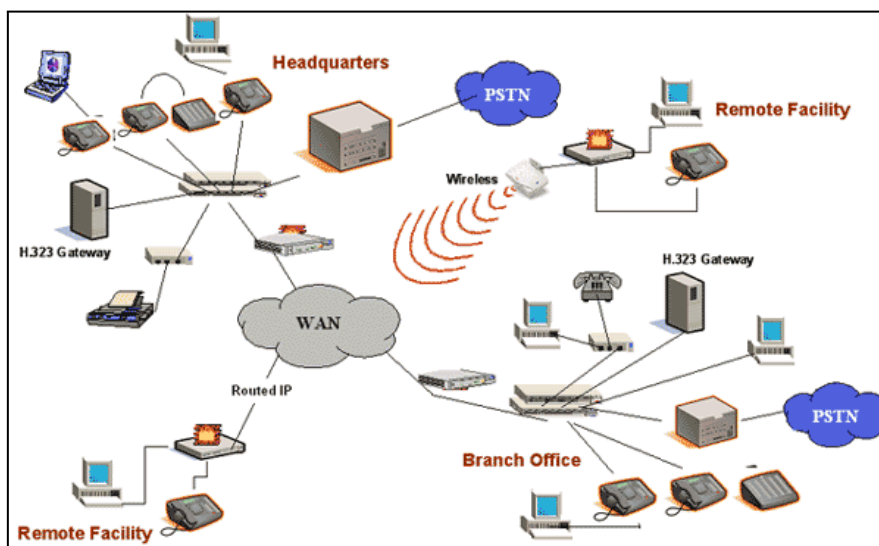 Headquarters
PSTN
Remote Facility
Wireless
H.323 Gateway
H.323 Gateway
WAN
Routed IP
PSTN
Branch Office
Remote Facility